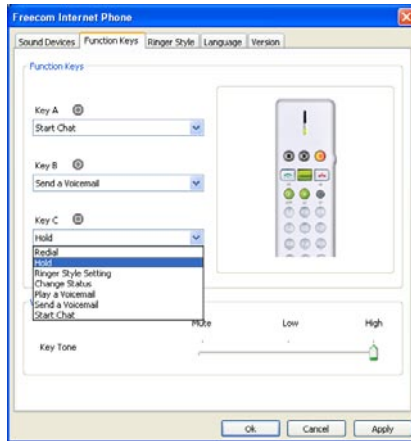 Freecom Internet Phone
Sound Devices Function Keys Ringer Style Language Version
Function Keys
Key A
Start Chat
Key B
Send a Voicemail
Key C
Hold
Redial
Hold
Ringer Style Setting
Change Status
Play a Voicemail
Send a Voicemail
Start Chat
Mute Low High
Key Tone
Ok Cancel Apply